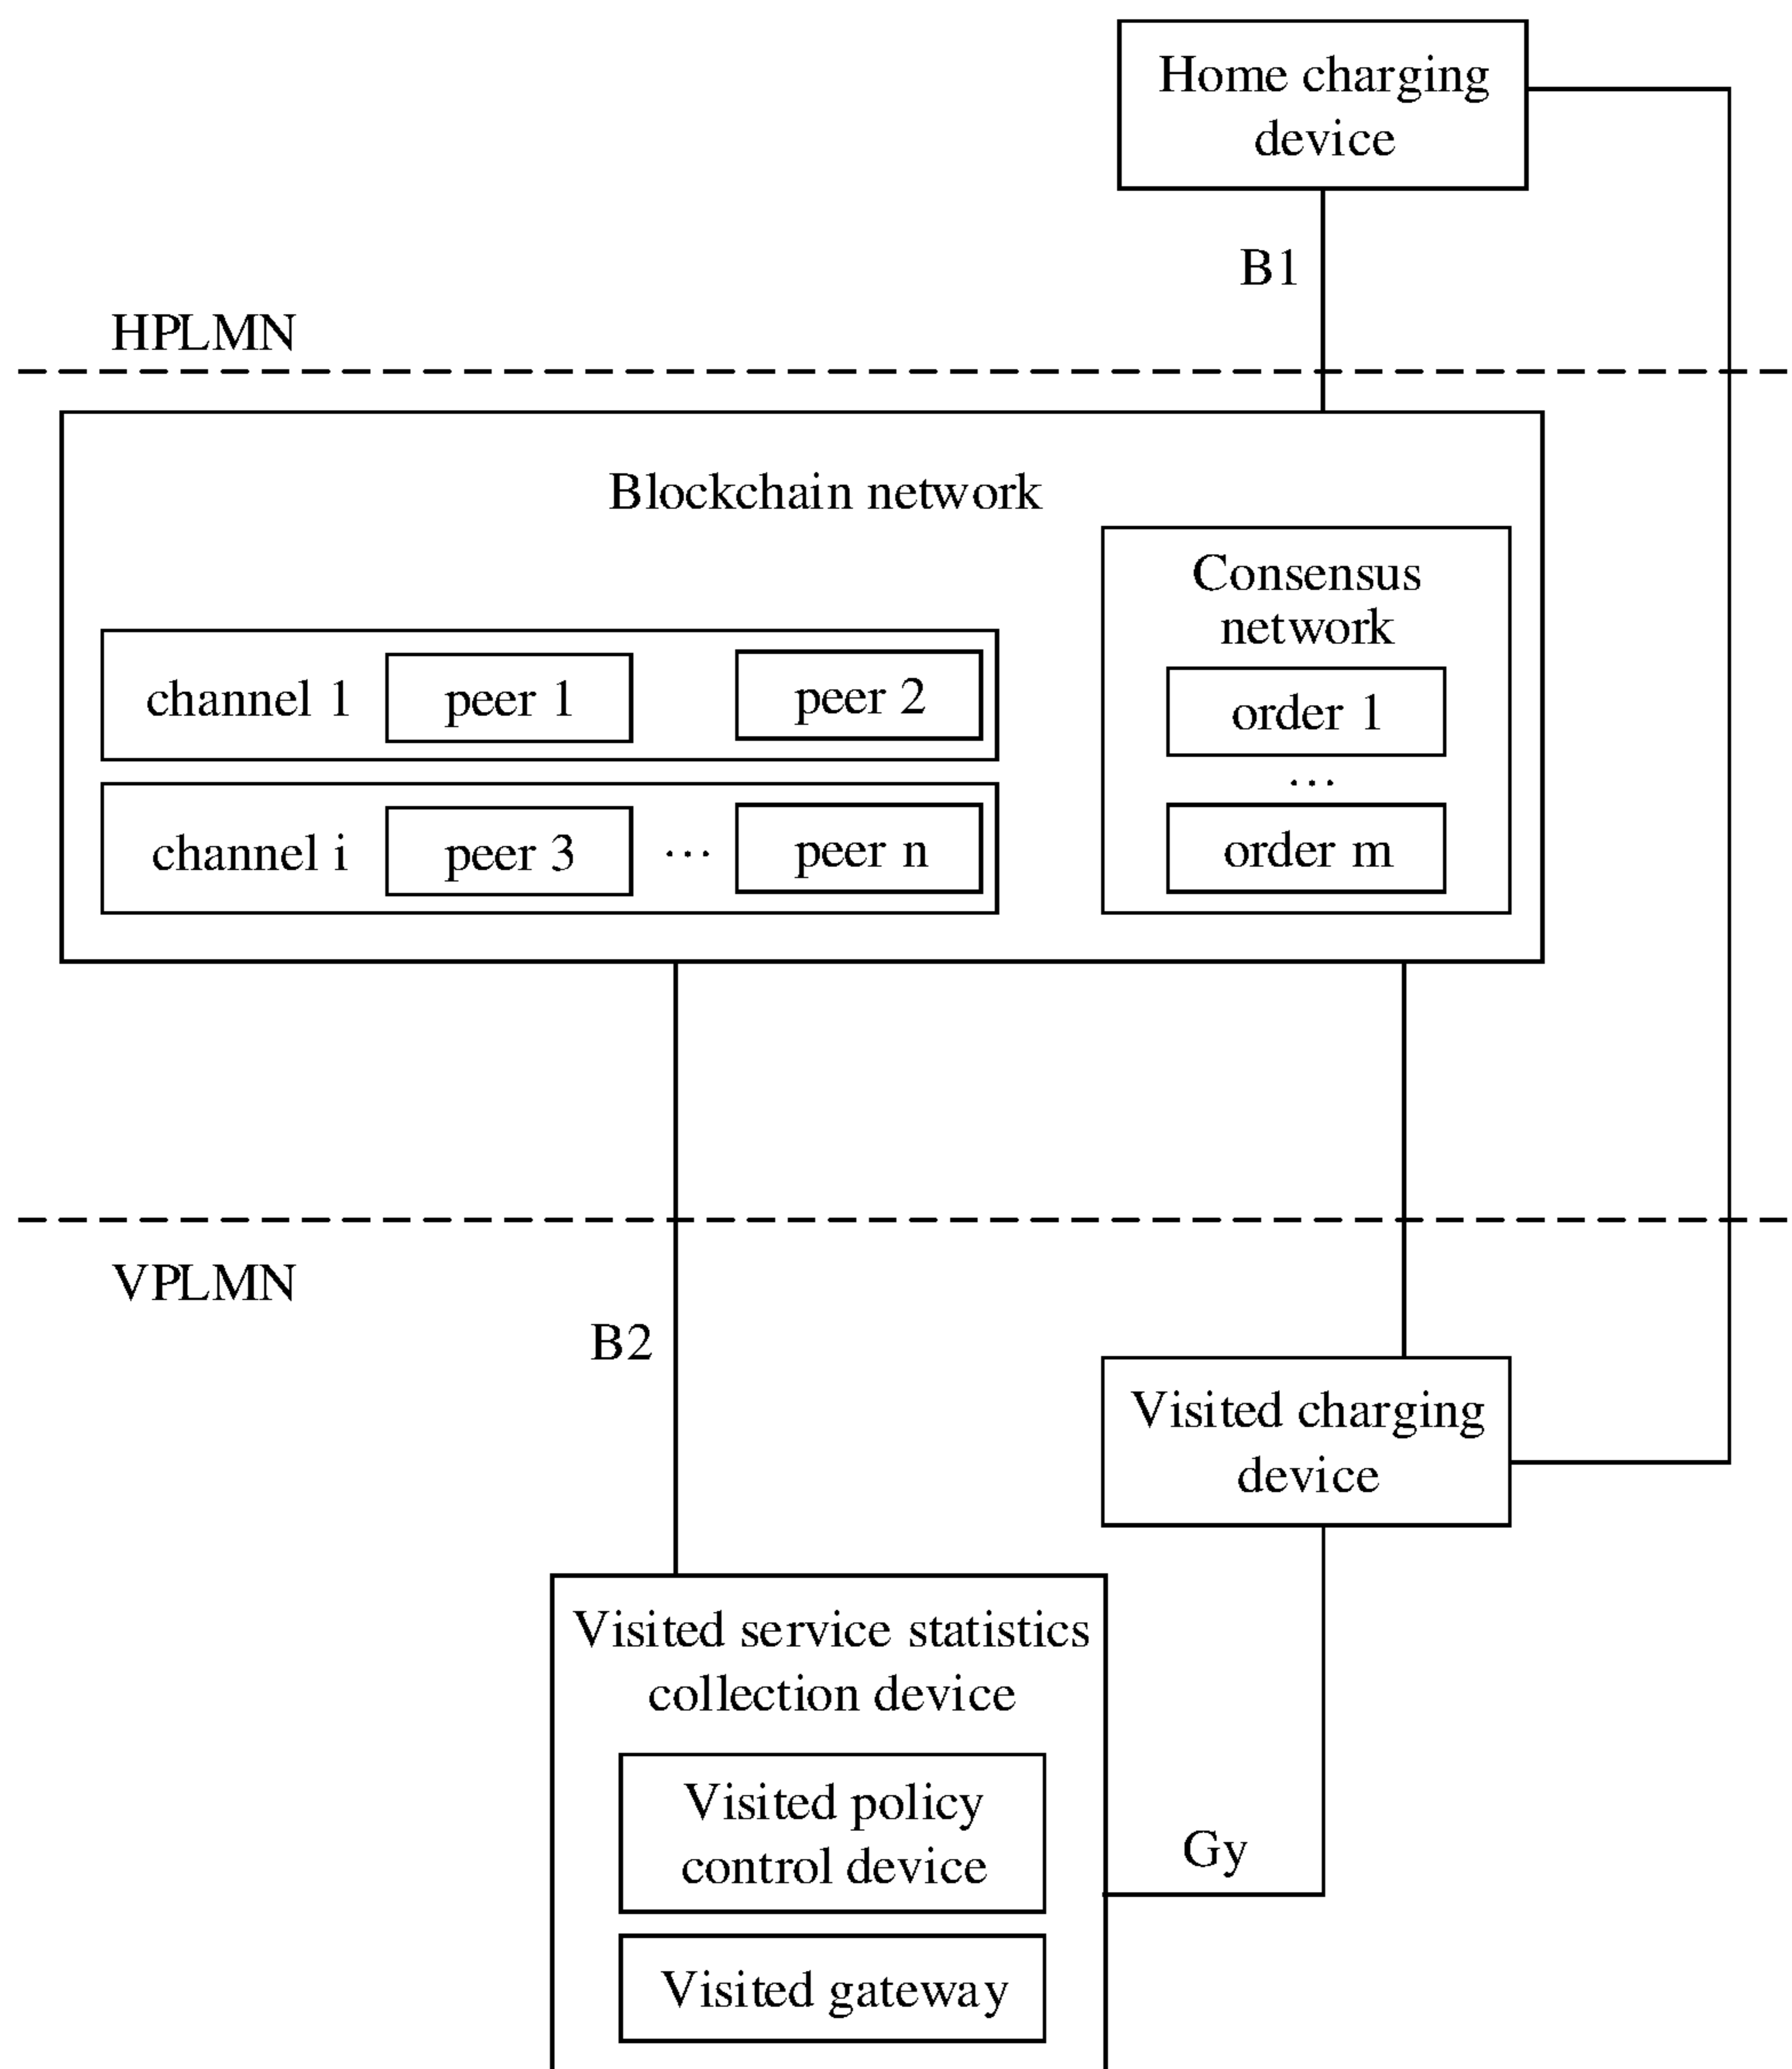 Home charging
device
B1
HPLMN
Blockchain network
Consensus
network
channel 1 peer 1 peer 2
order 1
…
channel i peer 3 … peer n
order m
VPLMN
B2
Visited charging
device
Visited service statistics
collection device
Visited policy
control device
Gy
Visited gateway